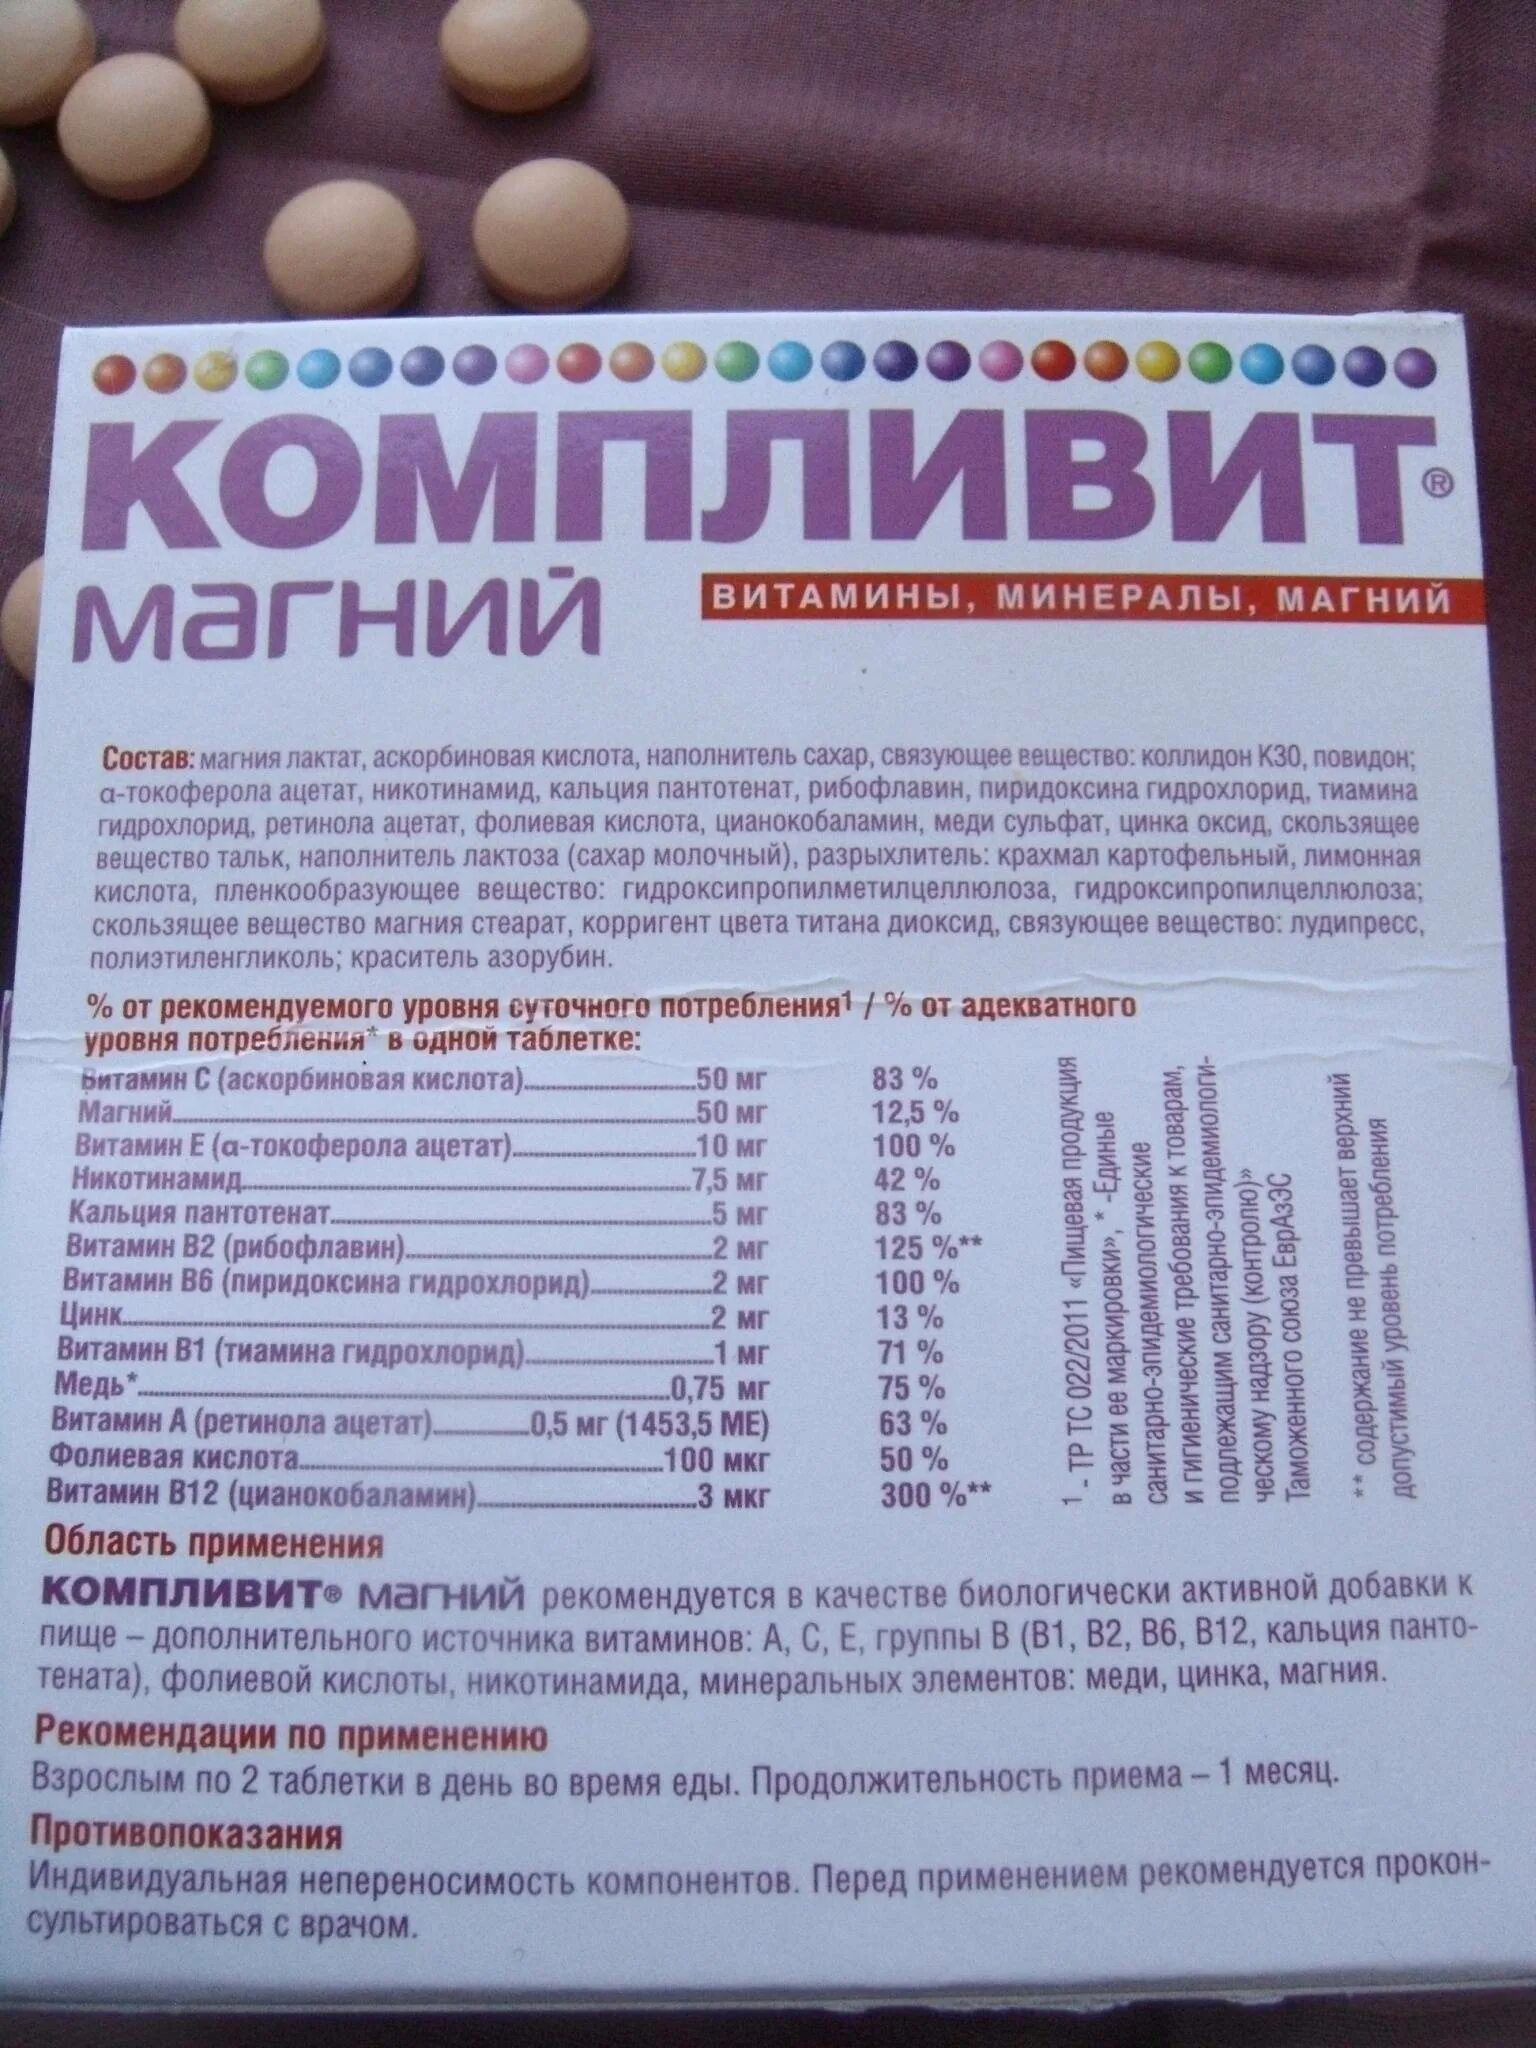 КОМПЛИВИТ®
магний
ВИТАМИНЫ, МИНЕРАЛЫ, МАГНИЙ
Состав: магния лактат, аскорбиновая кислота, наполнитель сахар, связующее вещество: коллидон К30, повидон;
α-токоферола ацетат, никотинамид, кальция пантотенат, рибофлавин, пиридоксина гидрохлорид, тиамина
гидрохлорид, ретинола ацетат, фолиевая кислота, цианокобаламин, меди сульфат, цинка оксид, скользящее
вещество тальк, наполнитель лактоза (сахар молочный), разрыхлитель: крахмал картофельный, лимонная
кислота, пленкообразующее вещество: гидроксипропилметилцеллюлоза, гидроксипропилцеллюлоза;
скользящее вещество магния стеарат, корригент цвета титана диоксид, связующее вещество: лудипресс,
полиэтиленгликоль; краситель азорубин.
% от рекомендуемого уровня суточного потребления¹ / % от адекватного
уровня потребления* в одной таблетке:
Витамин С (аскорбиновая кислота)..........50 мг 83 %
Магний..........50 мг 12,5 %
Витамин Е (α-токоферола ацетат)..........10 мг 100 %
Никотинамид..........7,5 мг 42 %
Кальция пантотенат..........5 мг 83 %
Витамин В2 (рибофлавин)..........2 мг 125 %**
Витамин В6 (пиридоксина гидрохлорид)..........2 мг 100 %
Цинк..........2 мг 13 %
Витамин В1 (тиамина гидрохлорид)..........1 мг 71 %
Медь*..........0,75 мг 75 %
Витамин А (ретинола ацетат)..........0,5 мг (1453,5 МЕ) 63 %
Фолиевая кислота..........100 мкг 50 %
Витамин В12 (цианокобаламин)..........3 мкг 300 %**
¹ - ТР ТС 022/2011 «Пищевая продукция
в части ее маркировки», * -Единые
санитарно-эпидемиологические
и гигиенические требования к товарам,
подлежащим санитарно-эпидемиологи-
ческому надзору (контролю)»
Таможенного союза ЕврАзЭС
** содержание не превышает верхний
допустимый уровень потребления
Область применения
КОМПЛИВИТ® магний рекомендуется в качестве биологически активной добавки к
пище – дополнительного источника витаминов: А, С, Е, группы В (В1, В2, В6, В12, кальция панто-
тената), фолиевой кислоты, никотинамида, минеральных элементов: меди, цинка, магния.
Рекомендации по применению
Взрослым по 2 таблетки в день во время еды. Продолжительность приема – 1 месяц.
Противопоказания
Индивидуальная непереносимость компонентов. Перед применением рекомендуется прокон-
сультироваться с врачом.